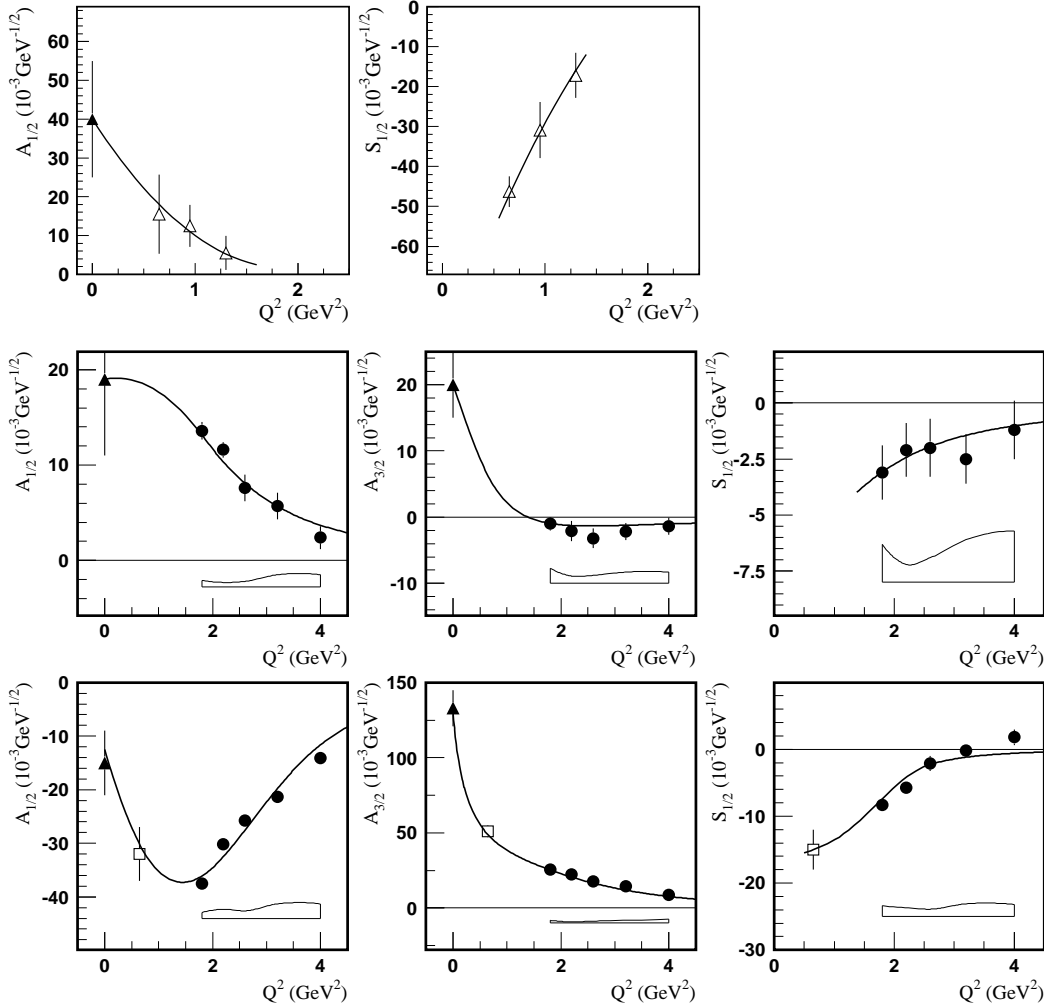 A1/2 (10-3GeV-1/2)
60
50
40
30
20
10
0
0 1 2
Q2 (GeV2)
S1/2 (10-3GeV-1/2)
0
-10
-20
-30
-40
-50
-60
0 1 2
Q2 (GeV2)
A1/2 (10-3GeV-1/2)
20
10
0
0 2 4
Q2 (GeV2)
A3/2 (10-3GeV-1/2)
20
10
0
-10
0 2 4
Q2 (GeV2)
S1/2 (10-3GeV-1/2)
0
-2.5
-5
-7.5
0 2 4
Q2 (GeV2)
A1/2 (10-3GeV-1/2)
0
-10
-20
-30
-40
0 2 4
Q2 (GeV2)
A3/2 (10-3GeV-1/2)
150
100
50
0
0 2 4
Q2 (GeV2)
S1/2 (10-3GeV-1/2)
0
-10
-20
-30
0 2 4
Q2 (GeV2)